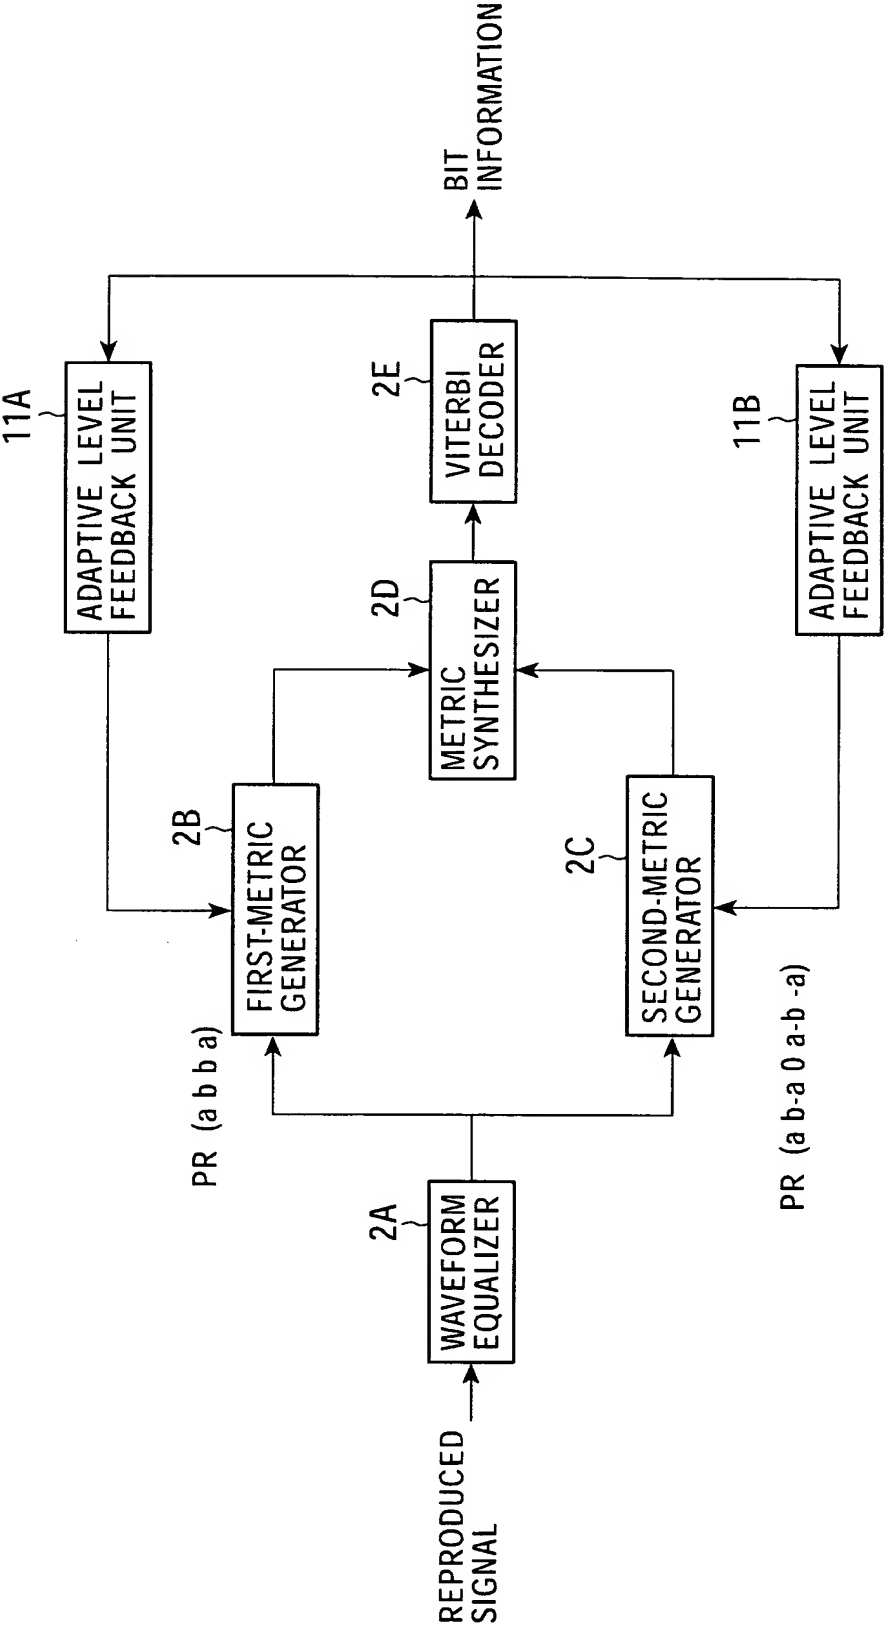 11A
ADAPTIVE LEVEL
FEEDBACK UNIT
PR (a b b a)
2B
FIRST-METRIC
GENERATOR
REPRODUCED
SIGNAL
2A
WAVEFORM
EQUALIZER
2D
METRIC
SYNTHESIZER
2E
VITERBI
DECODER
BIT
INFORMATION
2C
SECOND-METRIC
GENERATOR
PR (a b-a 0 a-b -a)
11B
ADAPTIVE LEVEL
FEEDBACK UNIT